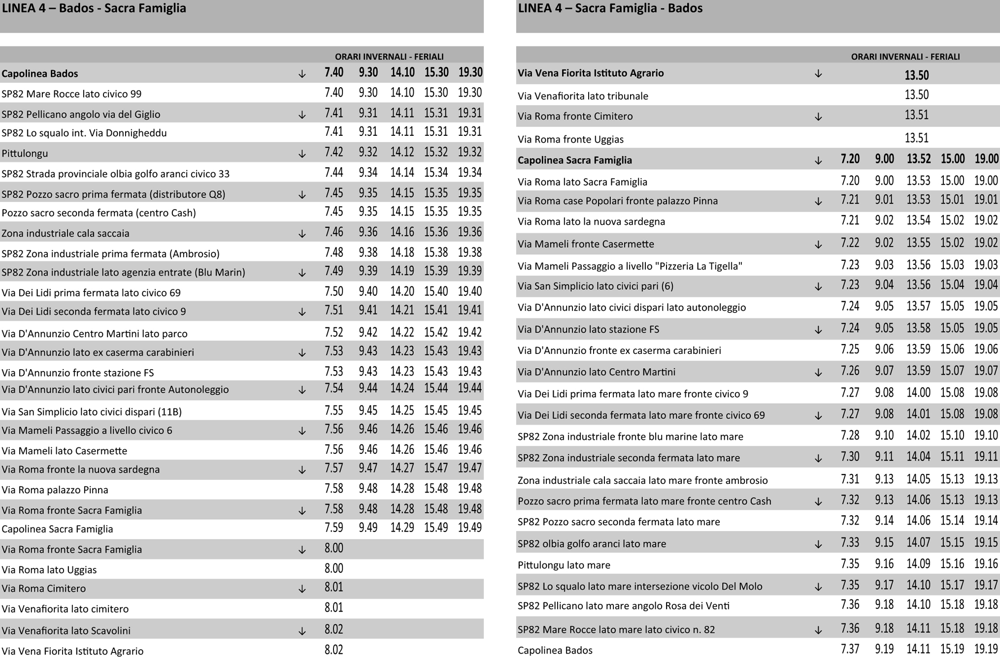 LINEA 4 – Bados - Sacra Famiglia
ORARI INVERNALI - FERIALI
Capolinea Bados ↓ 7.40 9.30 14.10 15.30 19.30
SP82 Mare Rocce lato civico 99 7.40 9.30 14.10 15.30 19.30
SP82 Pellicano angolo via del Giglio ↓ 7.41 9.31 14.11 15.31 19.31
SP82 Lo squalo int. Via Donnigheddu 7.41 9.31 14.11 15.31 19.31
Pittulongu ↓ 7.42 9.32 14.12 15.32 19.32
SP82 Strada provinciale olbia golfo aranci civico 33 7.44 9.34 14.14 15.34 19.34
SP82 Pozzo sacro prima fermata (distributore Q8) ↓ 7.45 9.35 14.15 15.35 19.35
Pozzo sacro seconda fermata (centro Cash) 7.45 9.35 14.15 15.35 19.35
Zona industriale cala saccaia ↓ 7.46 9.36 14.16 15.36 19.36
SP82 Zona industriale prima fermata (Ambrosio) 7.48 9.38 14.18 15.38 19.38
SP82 Zona industriale lato agenzia entrate (Blu Marin) ↓ 7.49 9.39 14.19 15.39 19.39
Via Dei Lidi prima fermata lato civico 69 7.50 9.40 14.20 15.40 19.40
Via Dei Lidi seconda fermata lato civico 9 ↓ 7.51 9.41 14.21 15.41 19.41
Via D'Annunzio Centro Martini lato parco 7.52 9.42 14.22 15.42 19.42
Via D'Annunzio lato ex caserma carabinieri ↓ 7.53 9.43 14.23 15.43 19.43
Via D'Annunzio fronte stazione FS 7.53 9.43 14.23 15.43 19.43
Via D'Annunzio lato civici pari fronte Autonoleggio ↓ 7.54 9.44 14.24 15.44 19.44
Via San Simplicio lato civici dispari (11B) 7.55 9.45 14.25 15.45 19.45
Via Mameli Passaggio a livello civico 6 ↓ 7.56 9.46 14.26 15.46 19.46
Via Mameli lato Casermette 7.56 9.46 14.26 15.46 19.46
Via Roma fronte la nuova sardegna ↓ 7.57 9.47 14.27 15.47 19.47
Via Roma palazzo Pinna 7.58 9.48 14.28 15.48 19.48
Via Roma fronte Sacra Famiglia ↓ 7.58 9.48 14.28 15.48 19.48
Capolinea Sacra Famiglia 7.59 9.49 14.29 15.49 19.49
Via Roma fronte Sacra Famiglia ↓ 8.00
Via Roma lato Uggias 8.00
Via Roma Cimitero ↓ 8.01
Via Venafiorita lato cimitero 8.01
Via Venafiorita lato Scavolini ↓ 8.02
Via Vena Fiorita Istituto Agrario 8.02
LINEA 4 – Sacra Famiglia - Bados
ORARI INVERNALI - FERIALI
Via Vena Fiorita Istituto Agrario ↓ 13.50
Via Venafiorita lato tribunale 13.50
Via Roma fronte Cimitero ↓ 13.51
Via Roma fronte Uggias 13.51
Capolinea Sacra Famiglia ↓ 7.20 9.00 13.52 15.00 19.00
Via Roma lato Sacra Famiglia 7.20 9.00 13.53 15.00 19.00
Via Roma case Popolari fronte palazzo Pinna ↓ 7.21 9.01 13.53 15.01 19.01
Via Roma lato la nuova sardegna 7.21 9.02 13.54 15.02 19.02
Via Mameli fronte Casermette ↓ 7.22 9.02 13.55 15.02 19.02
Via Mameli Passaggio a livello "Pizzeria La Tigella" 7.23 9.03 13.56 15.03 19.03
Via San Simplicio lato civici pari (6) ↓ 7.23 9.04 13.56 15.04 19.04
Via D'Annunzio lato civici dispari lato autonoleggio 7.24 9.05 13.57 15.05 19.05
Via D'Annunzio lato stazione FS ↓ 7.24 9.05 13.58 15.05 19.05
Via D'Annunzio fronte ex caserma carabinieri 7.25 9.06 13.59 15.06 19.06
Via D'Annunzio lato Centro Martini ↓ 7.26 9.07 13.59 15.07 19.07
Via Dei Lidi prima fermata lato mare fronte civico 9 7.27 9.08 14.00 15.08 19.08
Via Dei Lidi seconda fermata lato mare fronte civico 69 ↓ 7.27 9.08 14.01 15.08 19.08
SP82 Zona industriale fronte blu marine lato mare 7.28 9.10 14.02 15.10 19.10
SP82 Zona industriale seconda fermata lato mare ↓ 7.30 9.11 14.04 15.11 19.11
Zona industriale cala saccaia lato mare fronte ambrosio 7.31 9.13 14.05 15.13 19.13
Pozzo sacro prima fermata lato mare fronte centro Cash ↓ 7.32 9.13 14.06 15.13 19.13
SP82 Pozzo sacro seconda fermata lato mare 7.32 9.14 14.06 15.14 19.14
SP82 olbia golfo aranci lato mare ↓ 7.33 9.15 14.07 15.15 19.15
Pittulongu lato mare 7.35 9.16 14.09 15.16 19.16
SP82 Lo squalo lato mare intersezione vicolo Del Molo ↓ 7.35 9.17 14.10 15.17 19.17
SP82 Pellicano lato mare angolo Rosa dei Venti 7.36 9.18 14.10 15.18 19.18
SP82 Mare Rocce lato mare lato civico n. 82 ↓ 7.36 9.18 14.11 15.18 19.18
Capolinea Bados 7.37 9.19 14.11 15.19 19.19